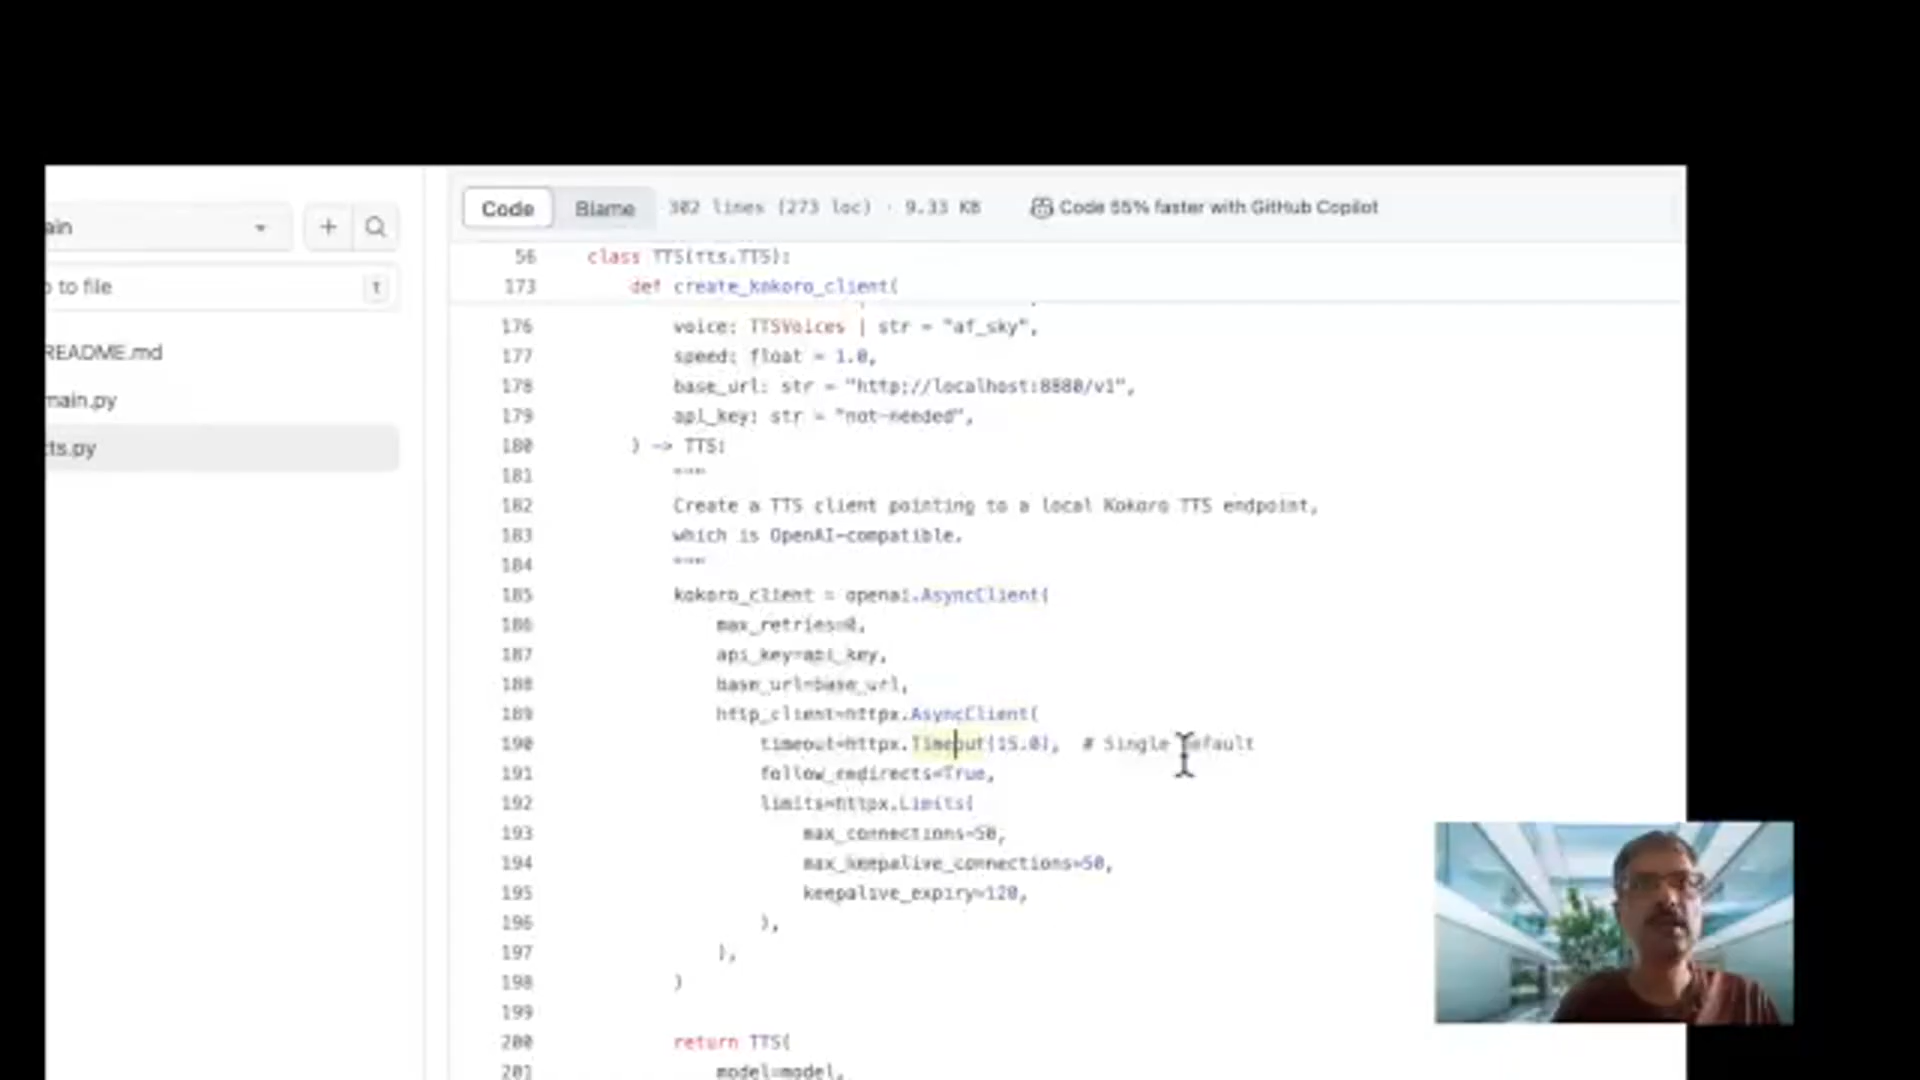 ain
o to file
t
README.md
main.py
ts.py
Code Blame 302 lines (273 loc) · 9.33 KB Code 55% faster with GitHub Copilot
56 class TTS(tts.TTS):
173 def create_kokoro_client(
176 voice: TTSVoices | str = "af_sky",
177 speed: float = 1.0,
178 base_url: str = "http://localhost:8880/v1",
179 api_key: str = "not-needed",
180 ) -> TTS:
181 """
182 Create a TTS client pointing to a local Kokoro TTS endpoint,
183 which is OpenAI-compatible.
184 """
185 kokoro_client = openai.AsyncClient(
186 max_retries=0,
187 api_key=api_key,
188 base_url=base_url,
189 http_client=httpx.AsyncClient(
190 timeout=httpx.Timeout(15.0), # Single default
191 follow_redirects=True,
192 limits=httpx.Limits(
193 max_connections=50,
194 max_keepalive_connections=50,
195 keepalive_expiry=120,
196 ),
197 ),
198 )
199
200 return TTS(
201 model=model,